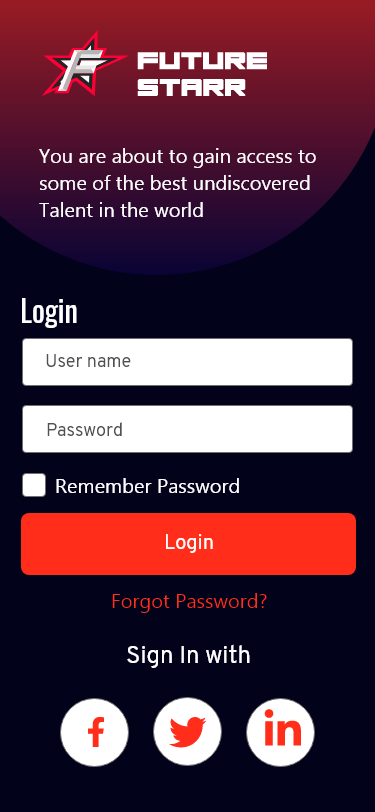 FUTURE
STARR
You are about to gain access to
some of the best undiscovered
Talent in the world
Login
User name
Password
Remember Password
Login
Forgot Password?
Sign In with
f
in